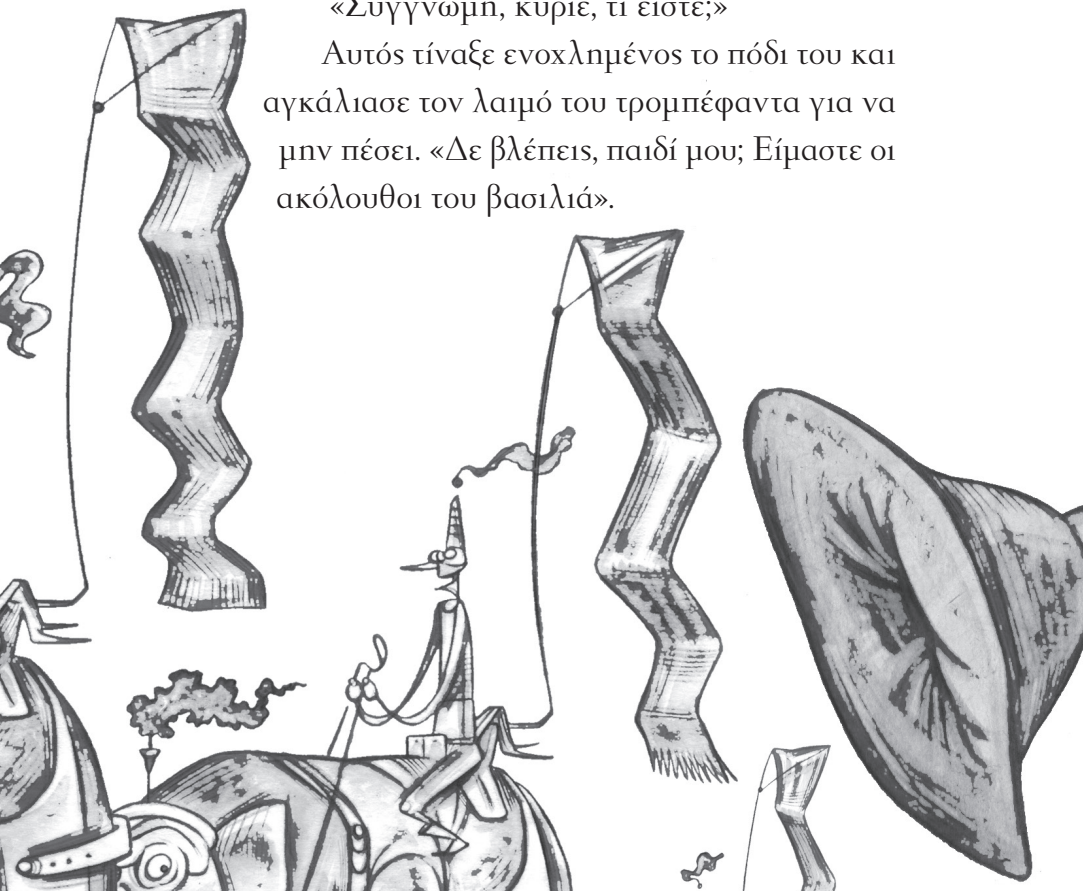 «Συγγνώμη, κύριε, τι είστε;»
Αυτός τίναξε ενοχλημένος το πόδι του και
αγκάλιασε τον λαιμό του τρομπέφαντα για να
μην πέσει. «Δε βλέπεις, παιδί μου; Είμαστε οι
ακόλουθοι του βασιλιά».